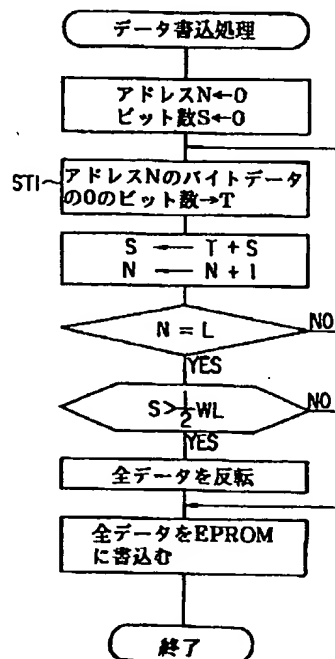 データ書込処理
アドレスN←0
ビット数S←0
ST1
アドレスNのバイトデータ
の0のビット数→T
S ← T + S
N ← N + 1
N = L
NO
YES
S>1/2WL
NO
YES
全データを反転
全データをEPROM
に書込む
終了